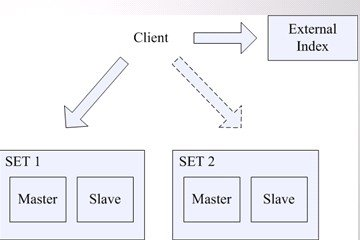 Client
External
Index
SET 1
SET 2
Master
Slave
Master
Slave